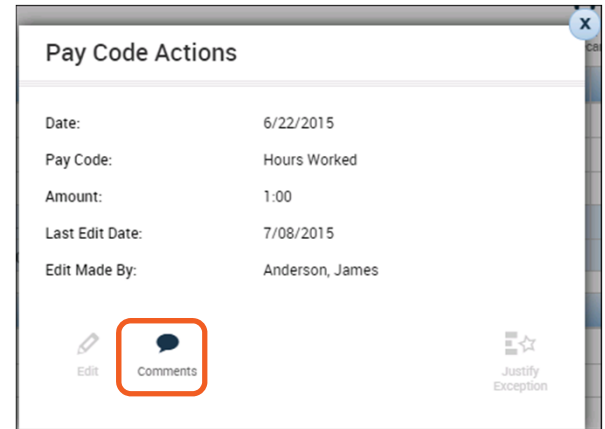 X
Pay Code Actions
Date: 6/22/2015
Pay Code: Hours Worked
Amount: 1:00
Last Edit Date: 7/08/2015
Edit Made By: Anderson, James
Edit Comments Justify
Exception